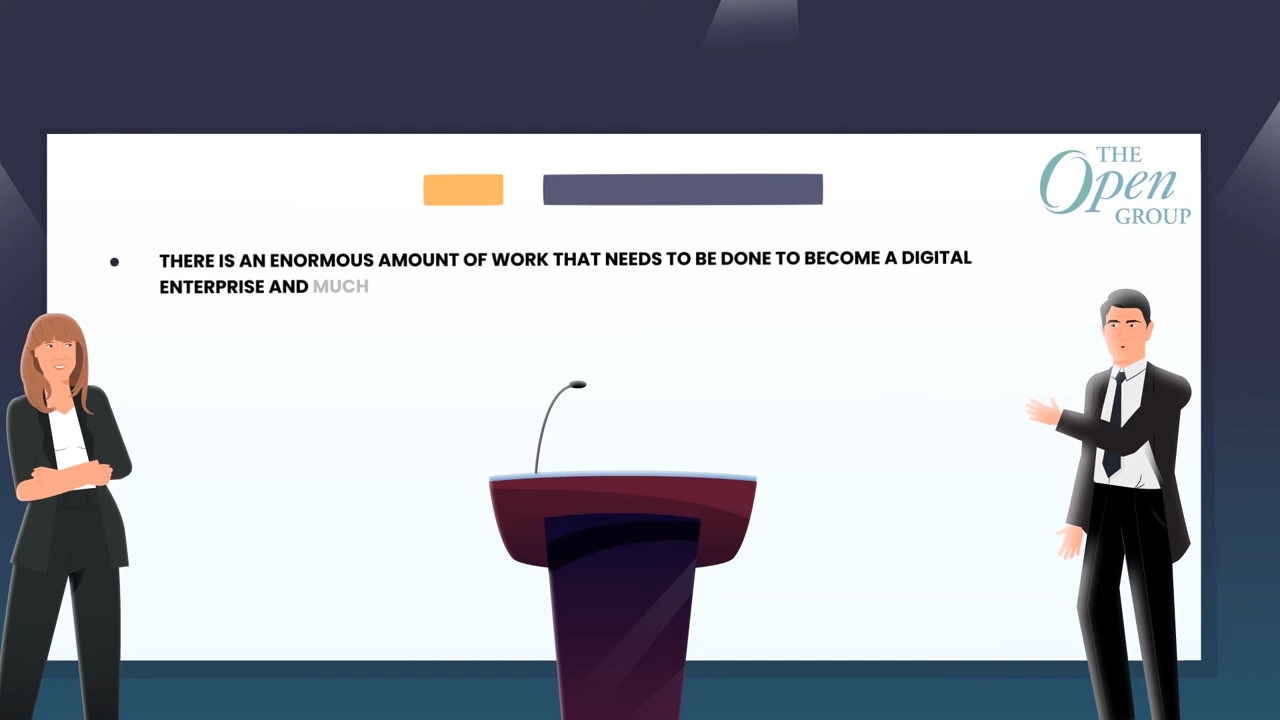 THE
Open
GROUP
THERE IS AN ENORMOUS AMOUNT OF WORK THAT NEEDS TO BE DONE TO BECOME A DIGITAL
ENTERPRISE AND MUCH